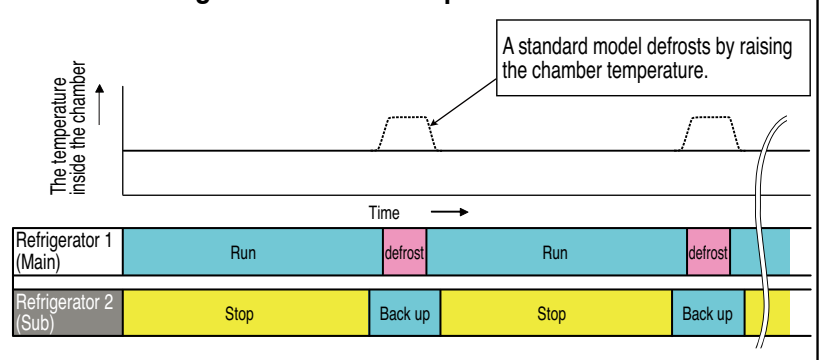 A standard model defrosts by raising
the chamber temperature.
The temperature
inside the chamber
Time
Refrigerator 1
(Main)
Run
defrost
Run
defrost
Refrigerator 2
(Sub)
Stop
Back up
Stop
Back up